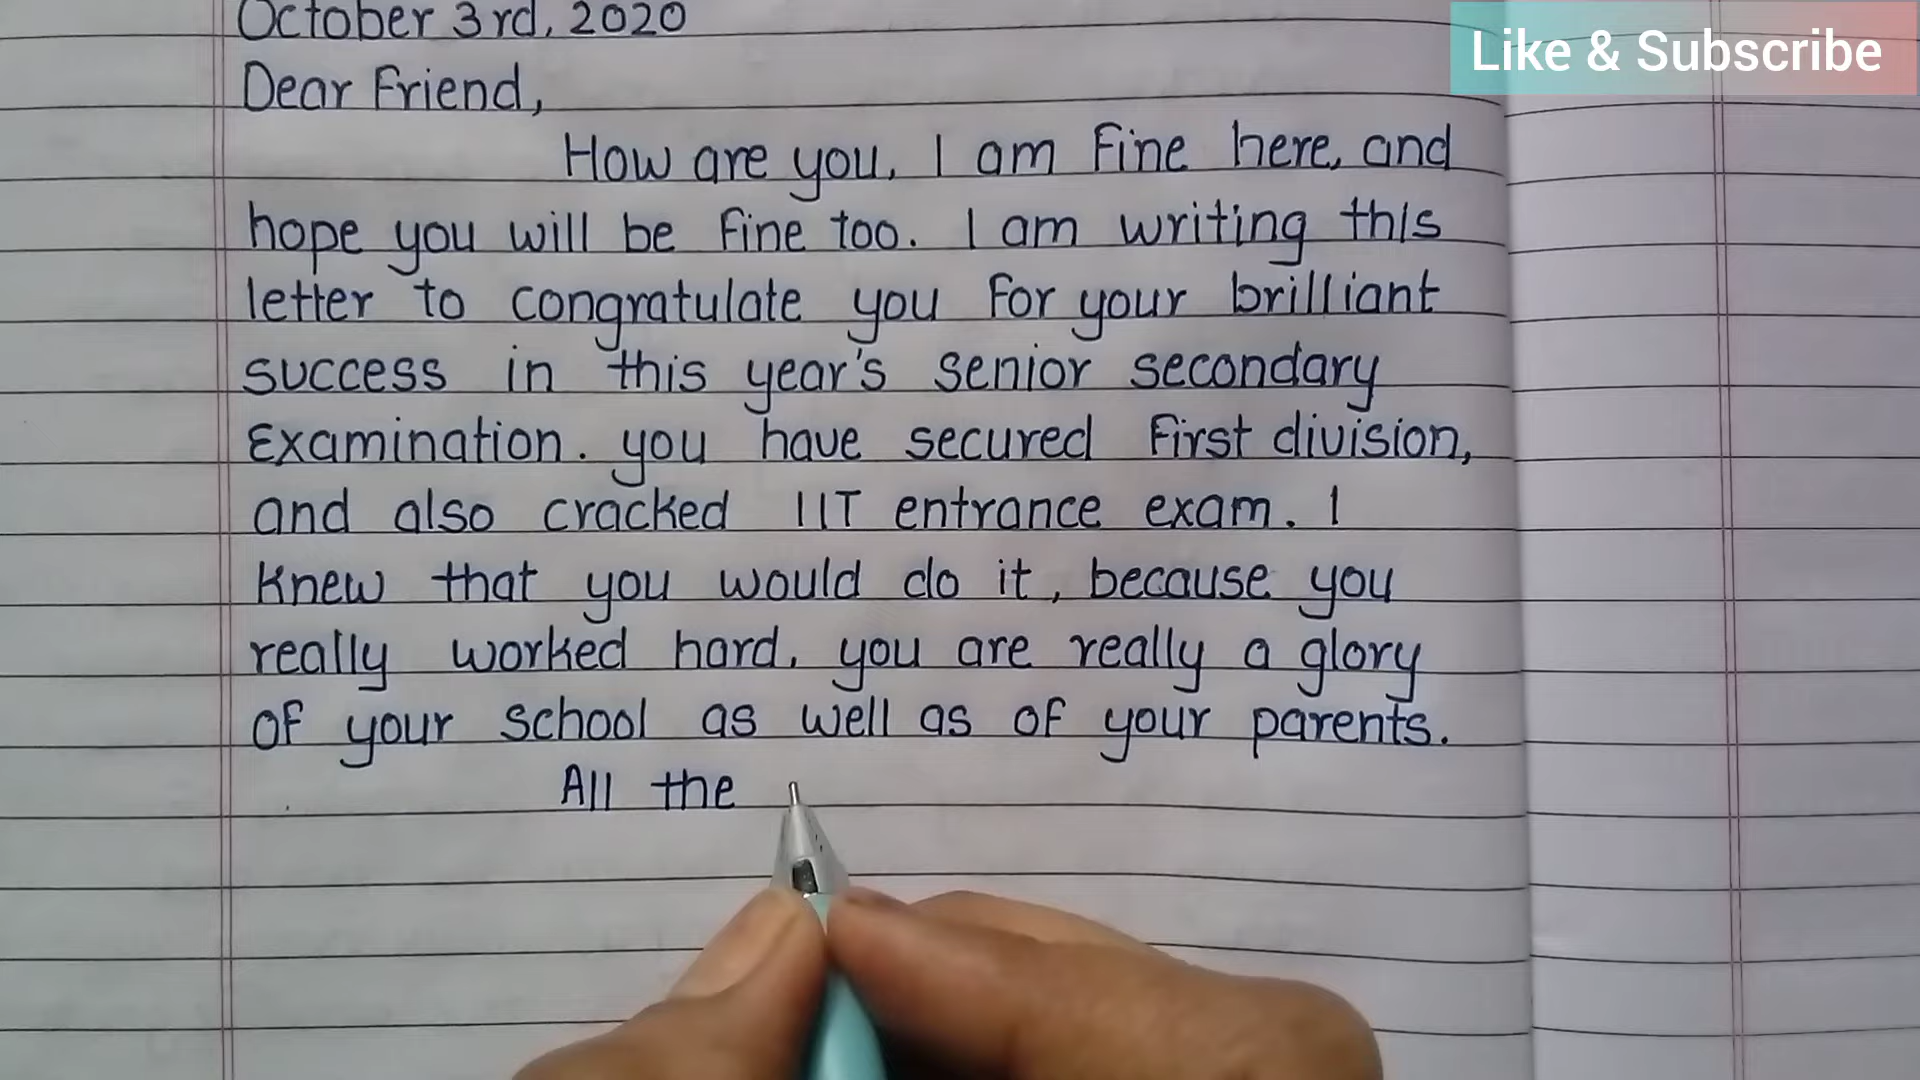 October 3rd, 2020
Like & Subscribe
Dear Friend,
How are you, I am fine here, and
hope you will be fine too. I am writing this
letter to congratulate you for your brilliant
success in this year's senior secondary
Examination. you have secured first division,
and also cracked IIT entrance exam. I
knew that you would do it, because you
really worked hard. you are really a glory
of your school as well as of your parents.
All the